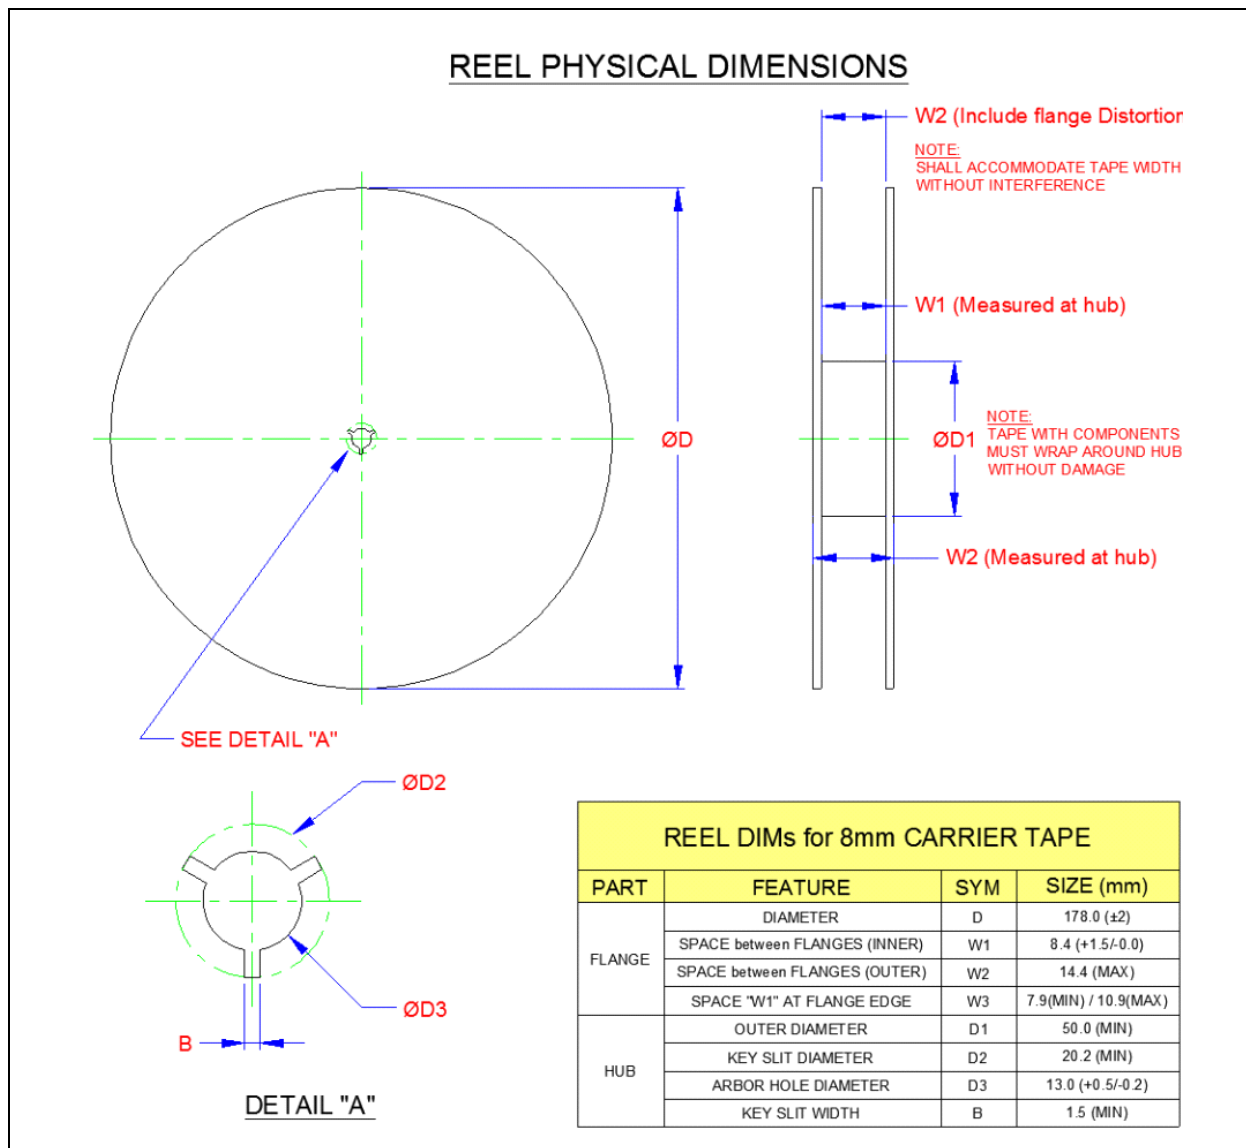 REEL PHYSICAL DIMENSIONS
W2 (Include flange Distortion
NOTE:
SHALL ACCOMMODATE TAPE WIDTH
WITHOUT INTERFERENCE
W1 (Measured at hub)
ØD
ØD1
NOTE:
TAPE WITH COMPONENTS
MUST WRAP AROUND HUB
WITHOUT DAMAGE
W2 (Measured at hub)
SEE DETAIL "A"
ØD2
ØD3
B
DETAIL "A"
REEL DIMs for 8mm CARRIER TAPE
PART FEATURE SYM SIZE (mm)
FLANGE
DIAMETER D 178.0 (±2)
SPACE between FLANGES (INNER) W1 8.4 (+1.5/-0.0)
SPACE between FLANGES (OUTER) W2 14.4 (MAX)
SPACE "W1" AT FLANGE EDGE W3 7.9(MIN) / 10.9(MAX)
HUB
OUTER DIAMETER D1 50.0 (MIN)
KEY SLIT DIAMETER D2 20.2 (MIN)
ARBOR HOLE DIAMETER D3 13.0 (+0.5/-0.2)
KEY SLIT WIDTH B 1.5 (MIN)